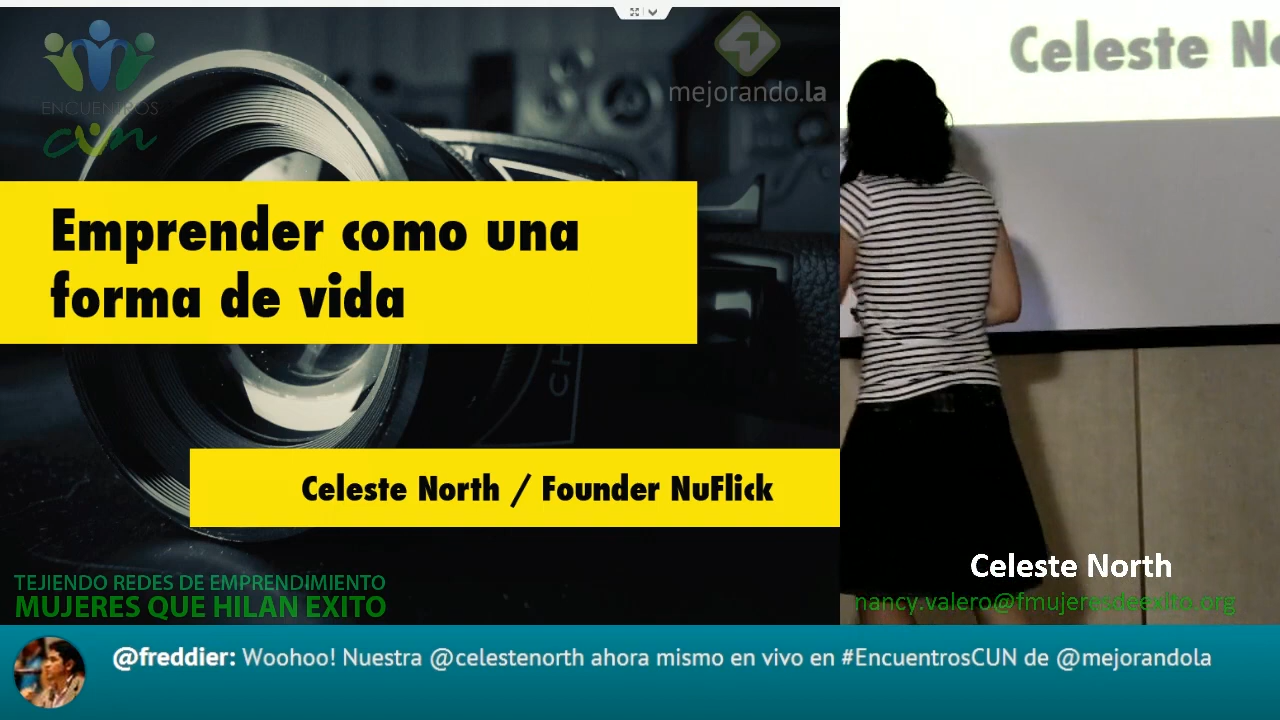 ENCUENTROS
cun
mejorando.la
Emprender como una
forma de vida
CH
Celeste North / Founder NuFlick
TEJIENDO REDES DE EMPRENDIMIENTO
MUJERES QUE HILAN EXITO
Celeste No
Celeste North
nancy.valero@fmujeresdeexito.org
@freddier: Woohoo! Nuestra @celestenorth ahora mismo en vivo en #EncuentrosCUN de @mejorandola